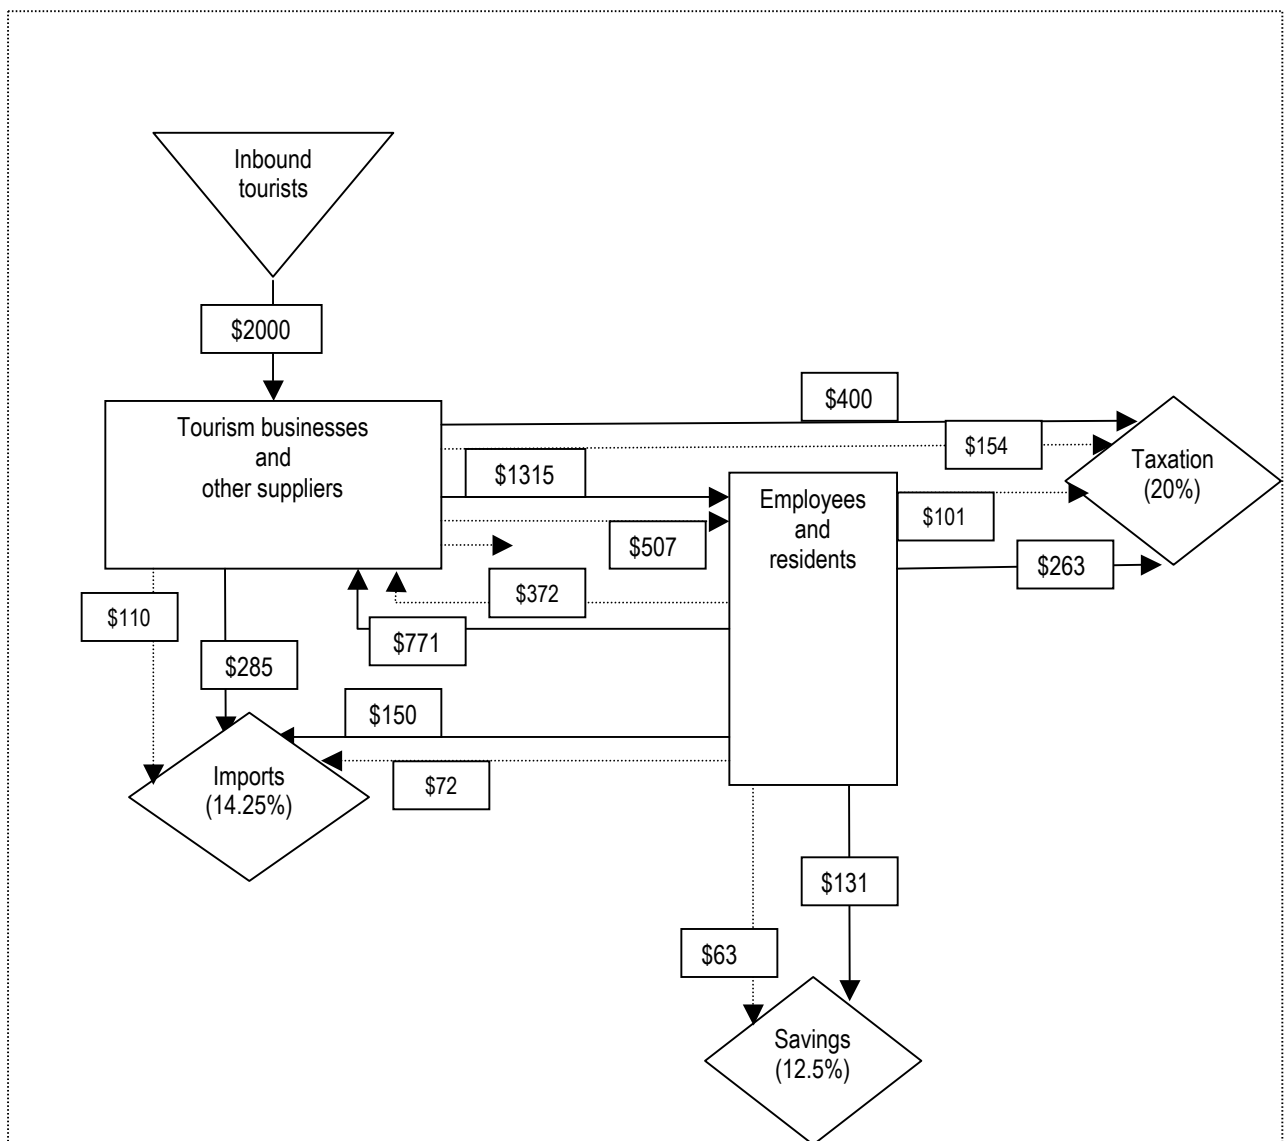 Inbound
tourists
$2000
$400
Tourism businesses
and
other suppliers
$154
Taxation
(20%)
$1315
Employees
and
residents
$101
$507
$263
$372
$110
$771
$285
$150
Imports
(14.25%)
$72
$131
$63
Savings
(12.5%)